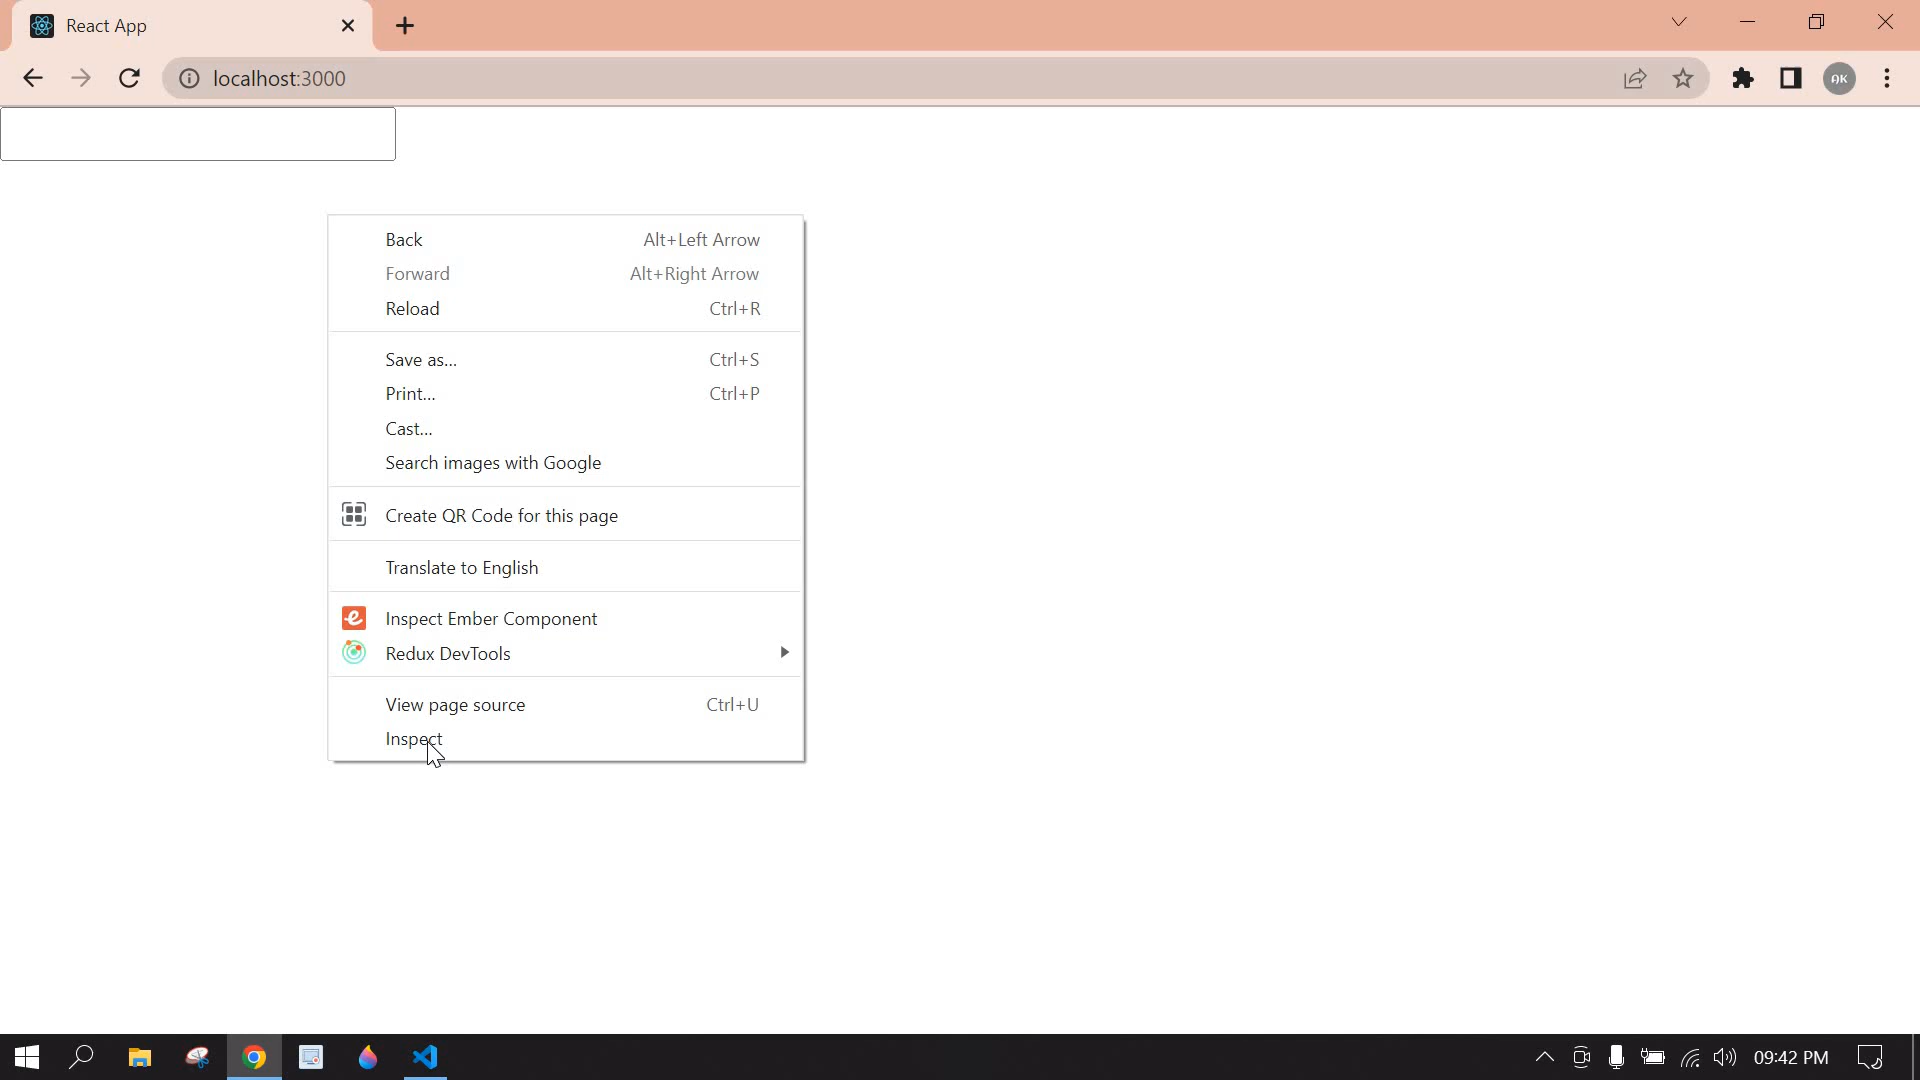 React App
localhost:3000
AK
Back Alt+Left Arrow
Forward Alt+Right Arrow
Reload Ctrl+R
Save as... Ctrl+S
Print... Ctrl+P
Cast...
Search images with Google
Create QR Code for this page
Translate to English
Inspect Ember Component
Redux DevTools
View page source Ctrl+U
Inspect
09:42 PM